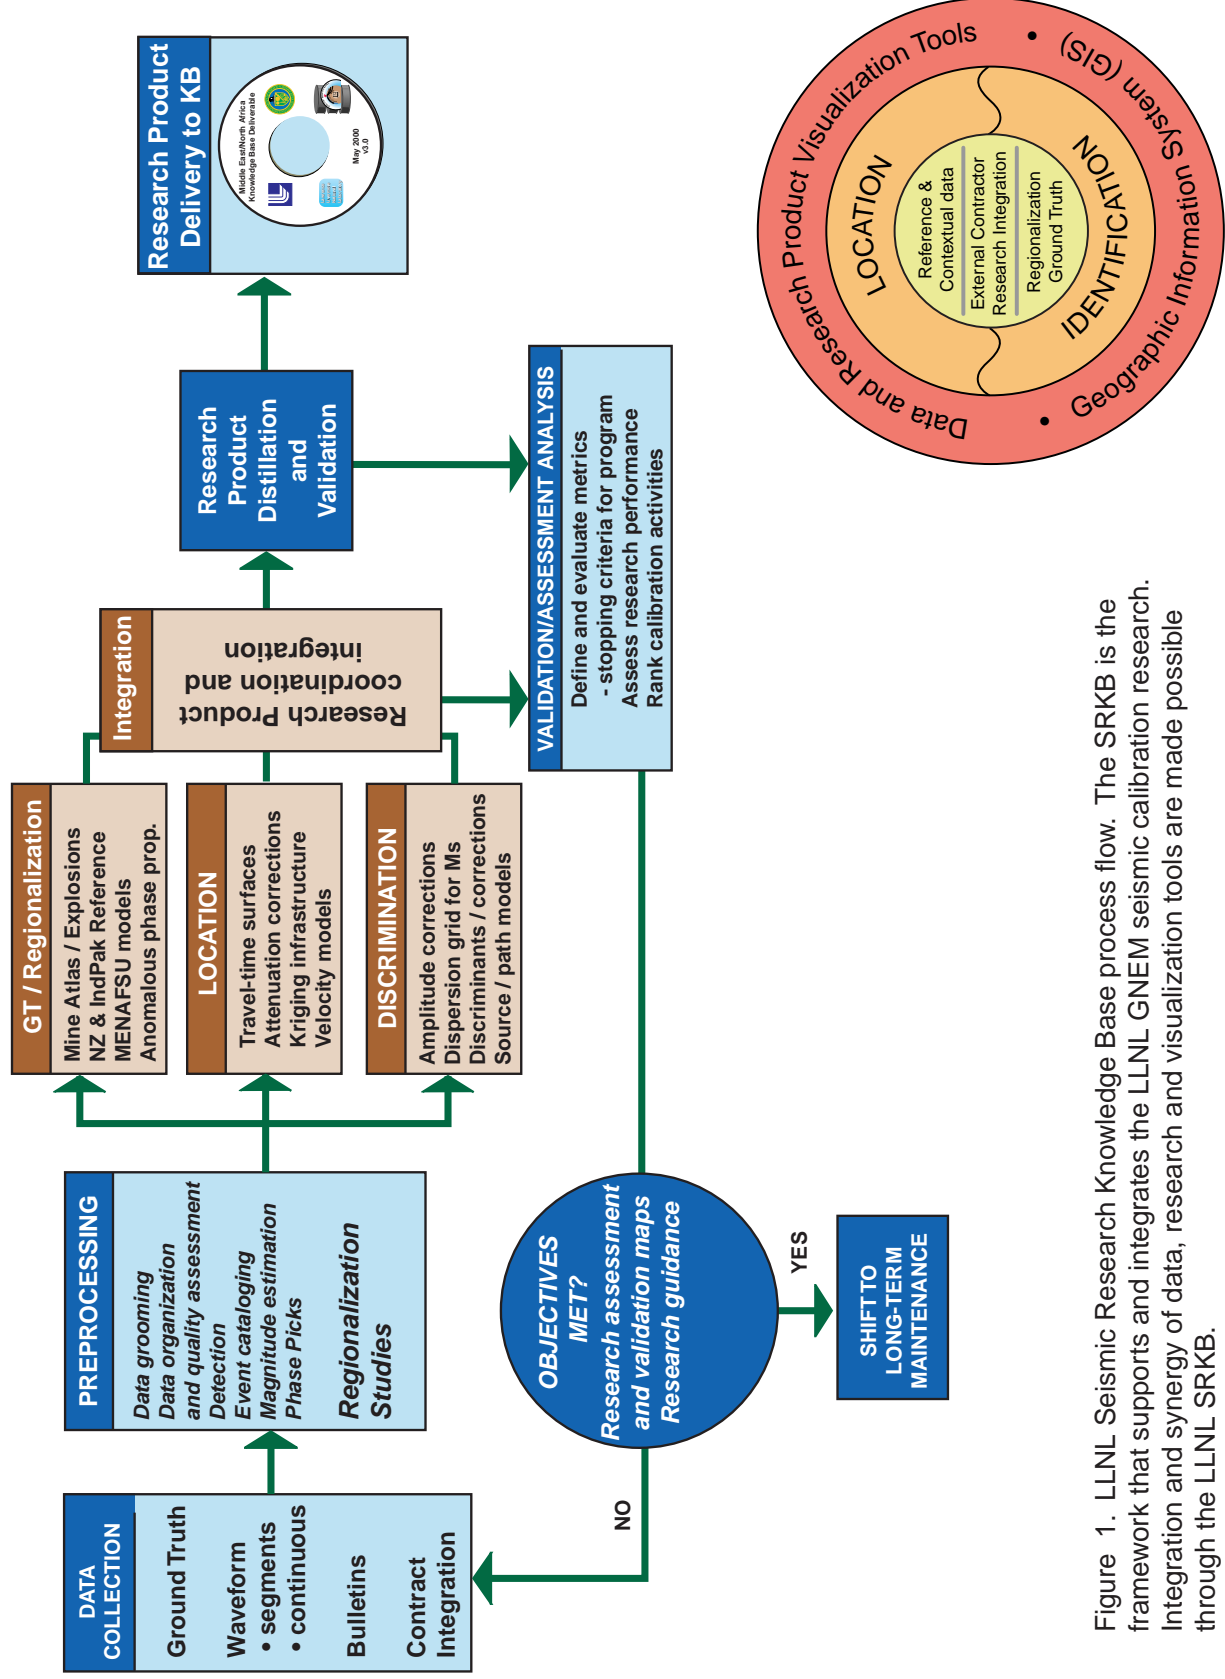 DATA
COLLECTION
Ground Truth
Waveform
• segments
• continuous
Bulletins
Contract
Integration
PREPROCESSING
Data grooming
Data organization
and quality assessment
Detection
Event cataloging
Magnitude estimation
Phase Picks
Regionalization
Studies
GT / Regionalization
Mine Atlas / Explosions
NZ & IndPak Reference
MENAFSU models
Anomalous phase prop.
LOCATION
Travel-time surfaces
Attenuation corrections
Kriging infrastructure
Velocity models
DISCRIMINATION
Amplitude corrections
Dispersion grid for Ms
Discriminants / corrections
Source / path models
Integration
Research Product
coordination and
integration
Research
Product
Distillation
and
Validation
Research Product
Delivery to KB
Middle East/North Africa
Knowledge Base Deliverable
May 2000
v3.0
VALIDATION/ASSESSMENT ANALYSIS
Define and evaluate metrics
- stopping criteria for program
Assess research performance
Rank calibration activities
OBJECTIVES
MET?
Research assessment
and validation maps
Research guidance
NO
YES
SHIFT TO
LONG-TERM
MAINTENANCE
Data and Research Product Visualization Tools
• Geographic Information System (GIS) •
LOCATION
IDENTIFICATION
Reference &
Contextual data
External Contractor
Research Integration
Regionalization
Ground Truth
Figure 1. LLNL Seismic Research Knowledge Base process flow. The SRKB is the
framework that supports and integrates the LLNL GNEM seismic calibration research.
Integration and synergy of data, research and visualization tools are made possible
through the LLNL SRKB.